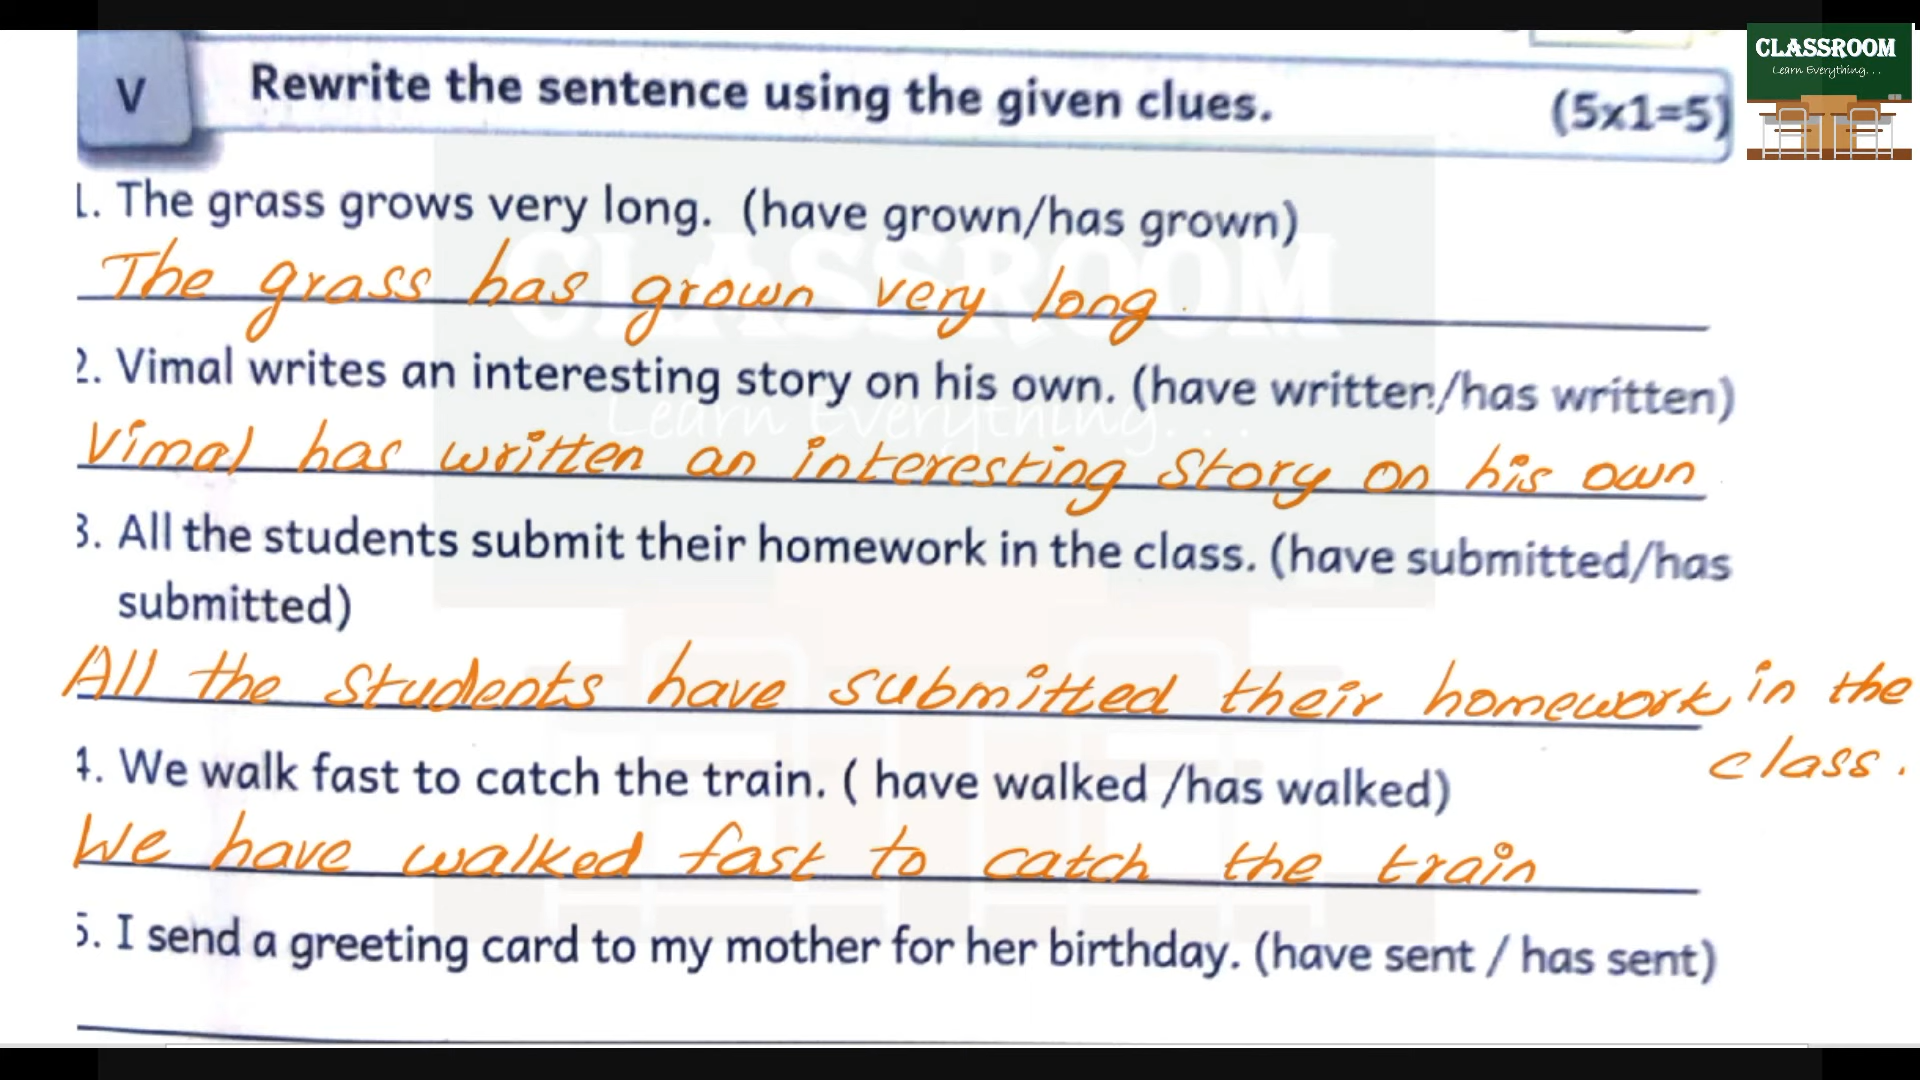 CLASSROOM
Learn Everything...
V Rewrite the sentence using the given clues. (5x1=5)
1. The grass grows very long. (have grown/has grown)
The grass has grown very long.
2. Vimal writes an interesting story on his own. (have written/has written)
Vimal has written an interesting story on his own
3. All the students submit their homework in the class. (have submitted/has
submitted)
All the students have submitted their homework in the
class.
4. We walk fast to catch the train. ( have walked /has walked)
We have walked fast to catch the train
5. I send a greeting card to my mother for her birthday. (have sent / has sent)
CLASSROOM
Learn Everything...